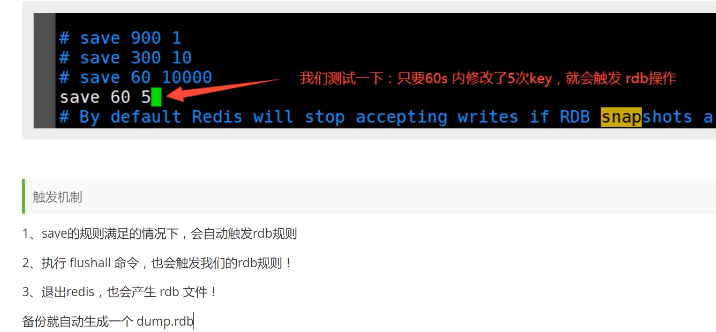 # save 900 1
# save 300 10
# save 60 10000
save 60 5
我们测试一下：只要60s 内修改了5次key，就会触发 rdb操作
# By default Redis will stop accepting writes if RDB snapshots a
触发机制
1、save的规则满足的情况下，会自动触发rdb规则
2、执行 flushall 命令，也会触发我们的rdb规则！
3、退出redis，也会产生 rdb 文件！
备份就自动生成一个 dump.rdb